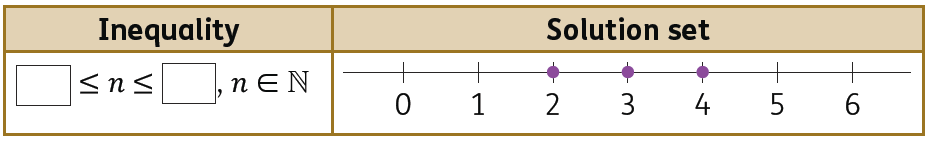 Inequality
Solution set
≤ n ≤ , n ∈ ℕ
0 1 2 3 4 5 6